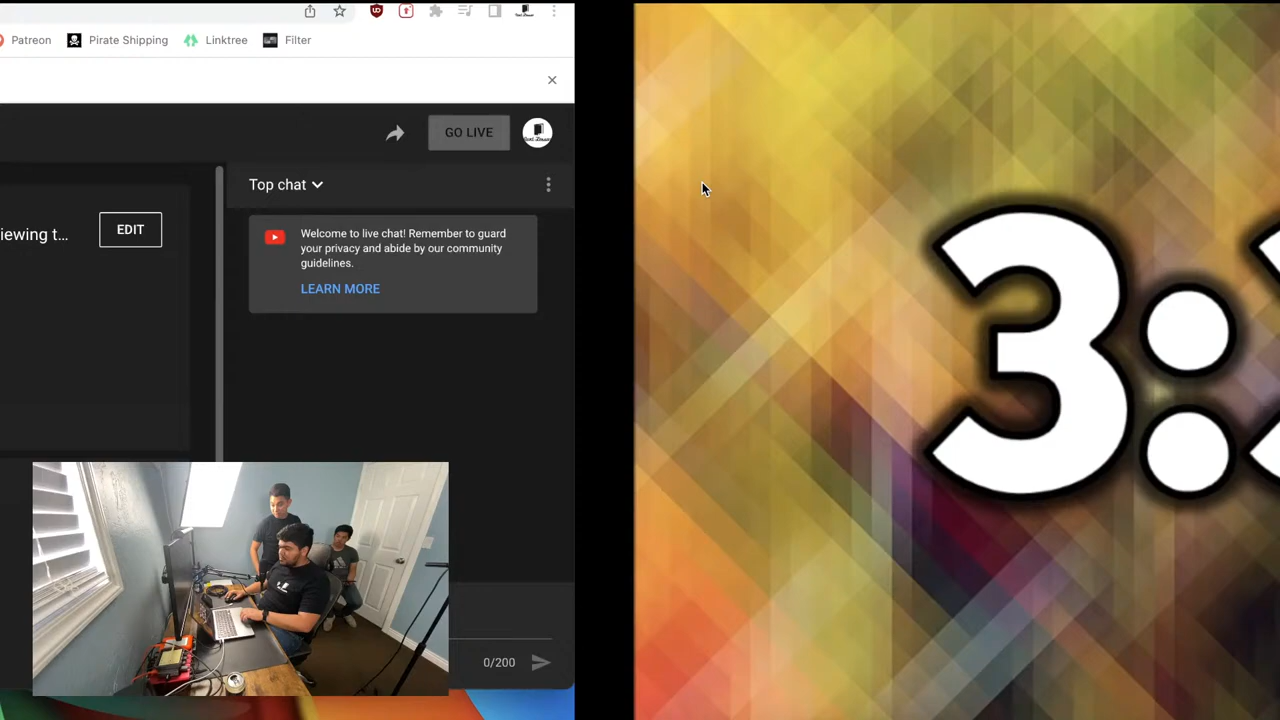 Patreon
Pirate Shipping
Linktree
Filter
GO LIVE
Top chat
iewing t...
EDIT
Welcome to live chat! Remember to guard
your privacy and abide by our community
guidelines.
LEARN MORE
3:
0/200